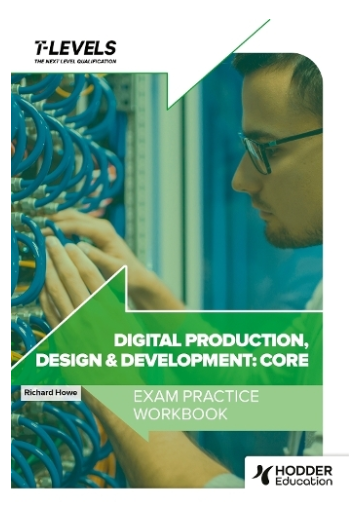 T-LEVELS
THE NEXT LEVEL QUALIFICATION
DIGITAL PRODUCTION,
DESIGN & DEVELOPMENT: CORE
Richard Howe
EXAM PRACTICE
WORKBOOK
HODDER
Education